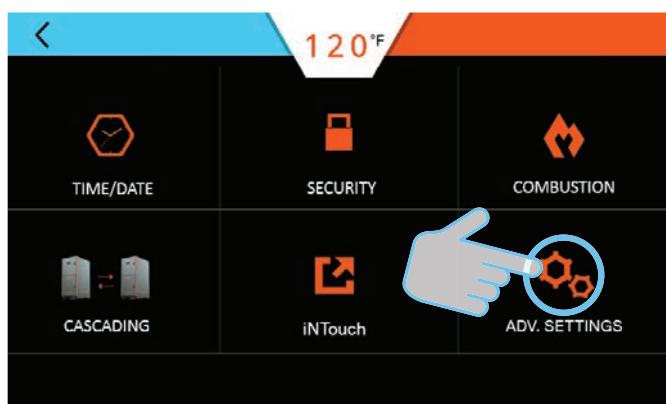 120°F
TIME/DATE
SECURITY
COMBUSTION
CASCADING
iNTouch
ADV. SETTINGS